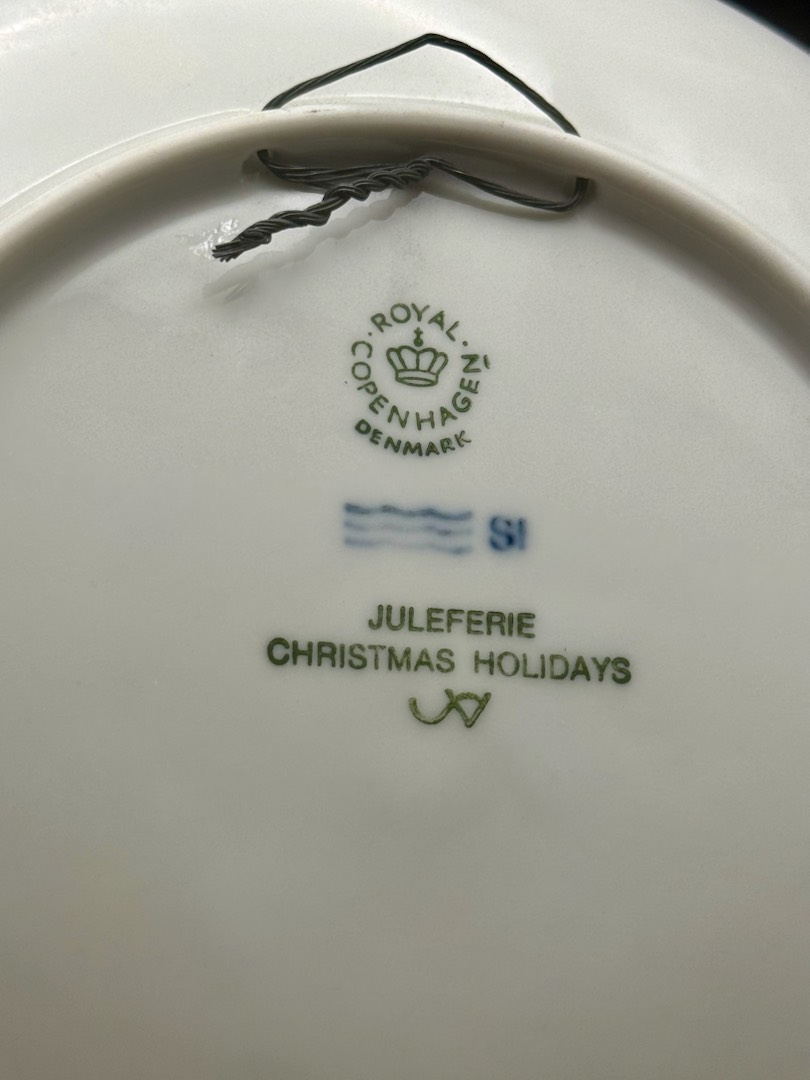 · ROYAL ·
COPENHAGEN
DENMARK
SI
JULEFERIE
CHRISTMAS HOLIDAYS